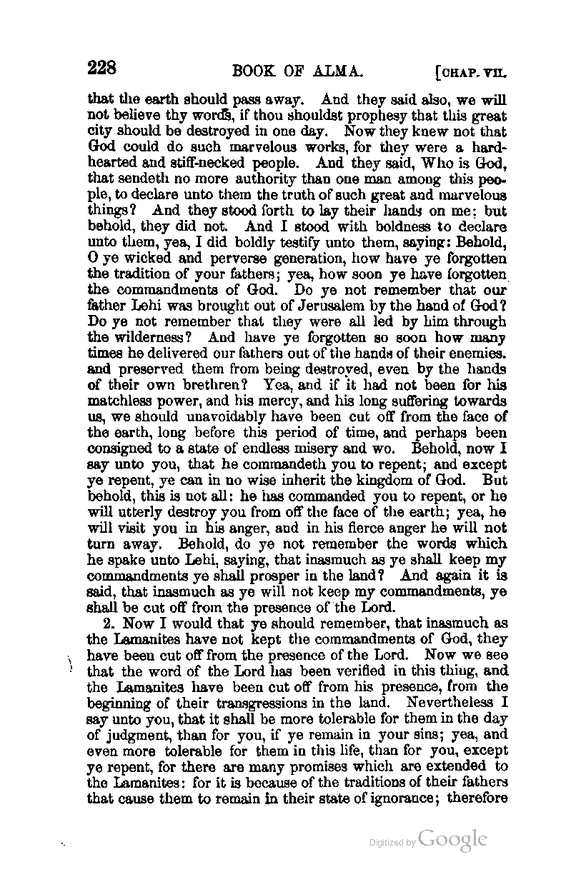 228 BOOK OF ALMA. [CHAP. VII.
that the earth should pass away. And they said also, we will
not believe thy words, if thou shouldst prophesy that this great
city should be destroyed in one day. Now they knew not that
God could do such marvelous works, for they were a hard-
hearted and stiff-necked people. And they said, Who is God,
that sendeth no more authority than one man among this peo-
ple, to declare unto them the truth of such great and marvelous
things? And they stood forth to lay their hands on me; but
behold, they did not. And I stood with boldness to declare
unto them, yea, I did boldly testify unto them, saying: Behold,
O ye wicked and perverse generation, how have ye forgotten
the tradition of your fathers; yea, how soon ye have forgotten
the commandments of God. Do ye not remember that our
father Lehi was brought out of Jerusalem by the hand of God?
Do ye not remember that they were all led by him through
the wilderness? And have ye forgotten so soon how many
times he delivered our fathers out of the hands of their enemies.
and preserved them from being destroyed, even by the hands
of their own brethren? Yea, and if it had not been for his
matchless power, and his mercy, and his long suffering towards
us, we should unavoidably have been cut off from the face of
the earth, long before this period of time, and perhaps been
consigned to a state of endless misery and wo. Behold, now I
say unto you, that he commandeth you to repent; and except
ye repent, ye can in no wise inherit the kingdom of God. But
behold, this is not all: he has commanded you to repent, or he
will utterly destroy you from off the face of the earth; yea, he
will visit you in his anger, and in his fierce anger he will not
turn away. Behold, do ye not remember the words which
he spake unto Lehi, saying, that inasmuch as ye shall keep my
commandments ye shall prosper in the land? And again it is
said, that inasmuch as ye will not keep my commandments, ye
shall be cut off from the presence of the Lord.
2. Now I would that ye should remember, that inasmuch as
the Lamanites have not kept the commandments of God, they
have been cut off from the presence of the Lord. Now we see
that the word of the Lord has been verified in this thing, and
the Lamanites have been cut off from his presence, from the
beginning of their transgressions in the land. Nevertheless I
say unto you, that it shall be more tolerable for them in the day
of judgment, than for you, if ye remain in your sins; yea, and
even more tolerable for them in this life, than for you, except
ye repent, for there are many promises which are extended to
the Lamanites: for it is because of the traditions of their fathers
that cause them to remain in their state of ignorance; therefore
Digitized by Google